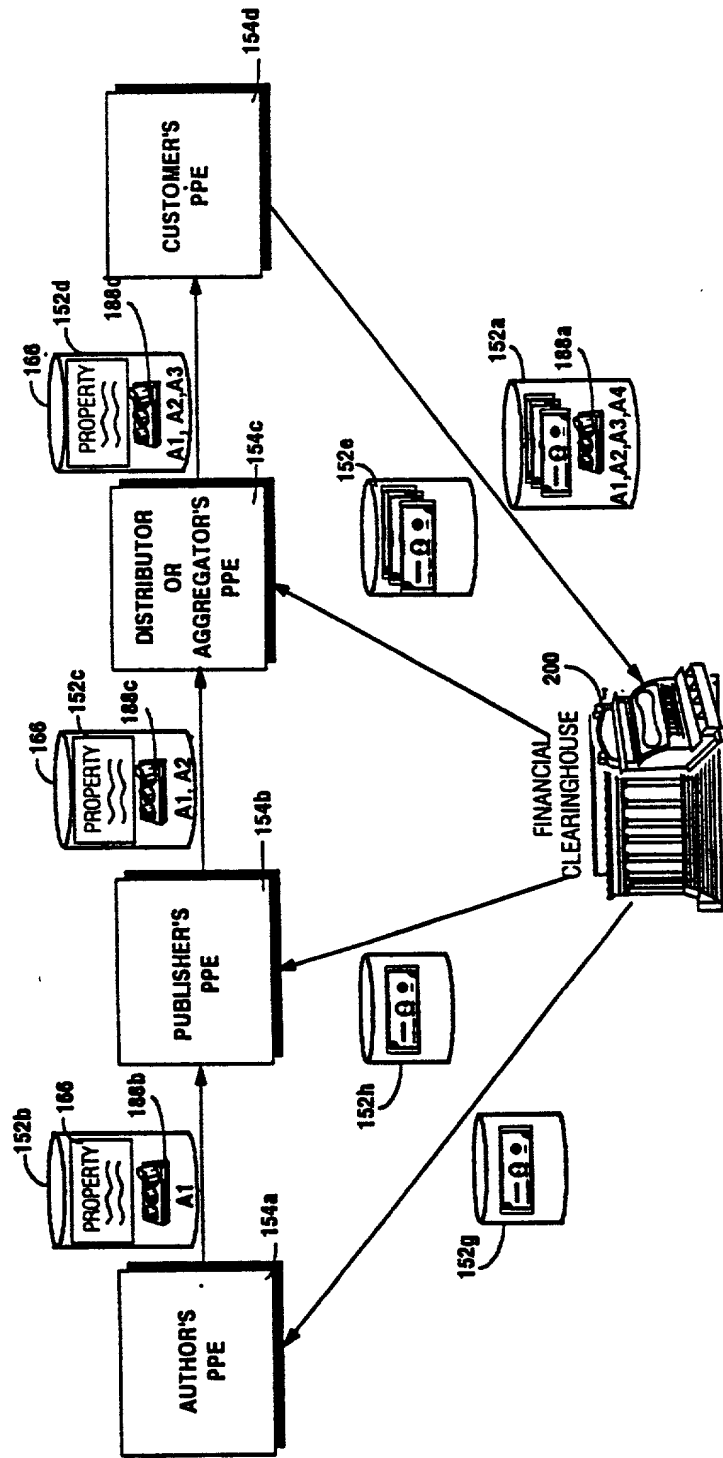 152b
166
PROPERTY
188b
A1
AUTHOR'S
PPE
154a
166
152c
PROPERTY
188c
A1, A2
PUBLISHER'S
PPE
154b
166
152d
PROPERTY
188d
A1, A2,A3
DISTRIBUTOR
OR
AGGREGATOR'S
PPE
154c
CUSTOMER'S
PPE
154d
152g
152h
152e
152a
188a
A1,A2,A3,A4
FINANCIAL
CLEARINGHOUSE
200